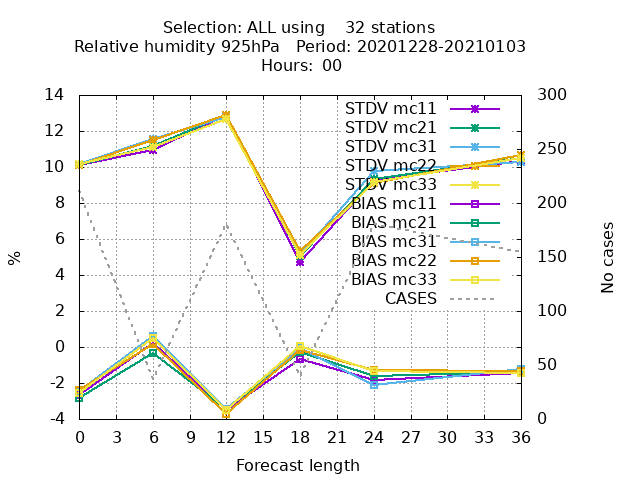 Selection: ALL using    32 stations
Relative humidity 925hPa   Period: 20201228-20210103
Hours: 00
14
12
10
8
6
4
2
0
-2
-4
%
300
250
200
150
100
50
0
No cases
STDV mc11
STDV mc21
STDV mc31
STDV mc22
STDV mc33
BIAS mc11
BIAS mc21
BIAS mc31
BIAS mc22
BIAS mc33
CASES
0 3 6 9 12 15 18 21 24 27 30 33 36
Forecast length